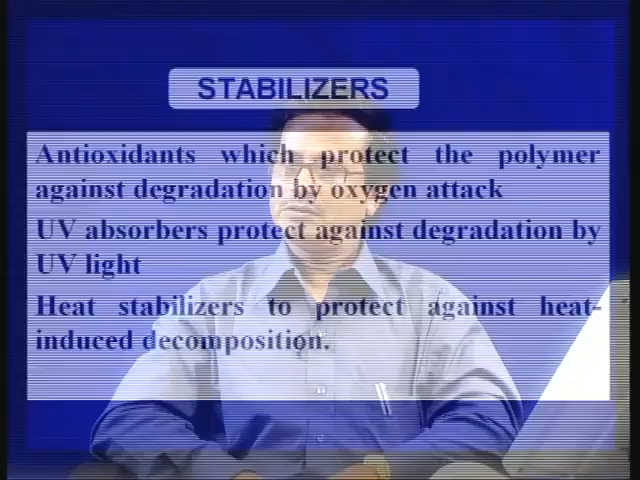 STABILIZERS
Antioxidants which protect the polymer
against degradation by oxygen attack
UV absorbers protect against degradation by
UV light
Heat stabilizers to protect against heat-
induced decomposition.